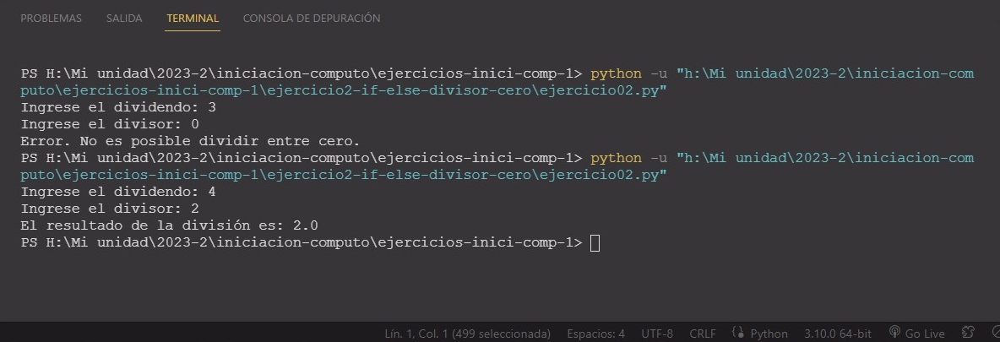 PROBLEMAS SALIDA TERMINAL CONSOLA DE DEPURACIÓN
PS H:\Mi unidad\2023-2\iniciacion-computo\ejercicios-inici-comp-1> python -u "h:\Mi unidad\2023-2\iniciacion-com
puto\ejercicios-inici-comp-1\ejercicio2-if-else-divisor-cero\ejercicio02.py"
Ingrese el dividendo: 3
Ingrese el divisor: 0
Error. No es posible dividir entre cero.
PS H:\Mi unidad\2023-2\iniciacion-computo\ejercicios-inici-comp-1> python -u "h:\Mi unidad\2023-2\iniciacion-com
puto\ejercicios-inici-comp-1\ejercicio2-if-else-divisor-cero\ejercicio02.py"
Ingrese el dividendo: 4
Ingrese el divisor: 2
El resultado de la división es: 2.0
PS H:\Mi unidad\2023-2\iniciacion-computo\ejercicios-inici-comp-1>
Lín. 1, Col. 1 (499 seleccionada) Espacios: 4 UTF-8 CRLF Python 3.10.0 64-bit Go Live